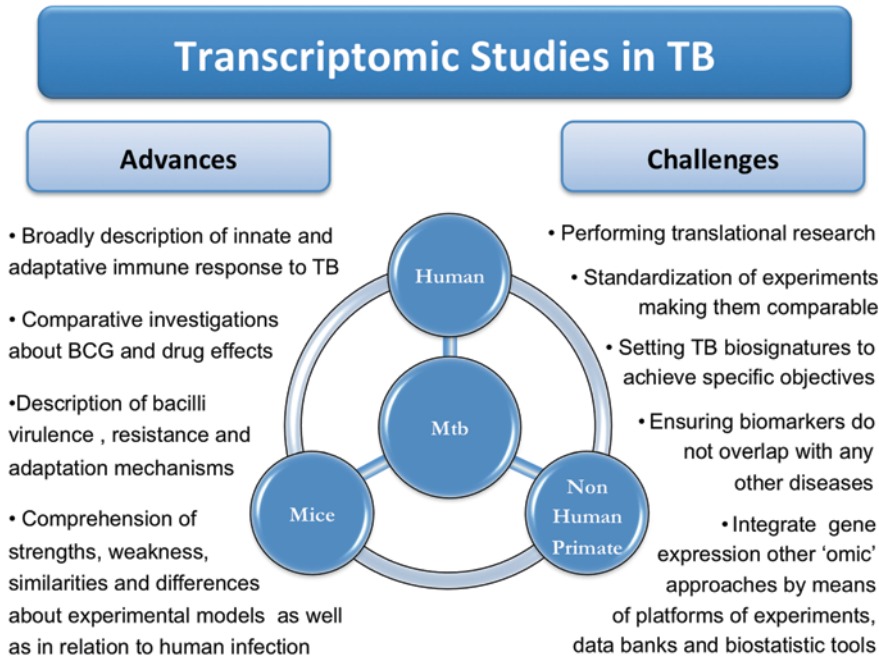 Transcriptomic Studies in TB
Advances
• Broadly description of innate and
adaptative immune response to TB
• Comparative investigations
about BCG and drug effects
•Description of bacilli
virulence , resistance and
adaptation mechanisms
• Comprehension of
strengths, weakness,
similarities and differences
about experimental models as well
as in relation to human infection
Human
Mtb
Mice
Non
Human
Primate
Challenges
• Performing translational research
• Standardization of experiments
making them comparable
• Setting TB biosignatures to
achieve specific objectives
• Ensuring biomarkers do
not overlap with any
other diseases
• Integrate gene
expression other ‘omic’
approaches by means
of platforms of experiments,
data banks and biostatistic tools